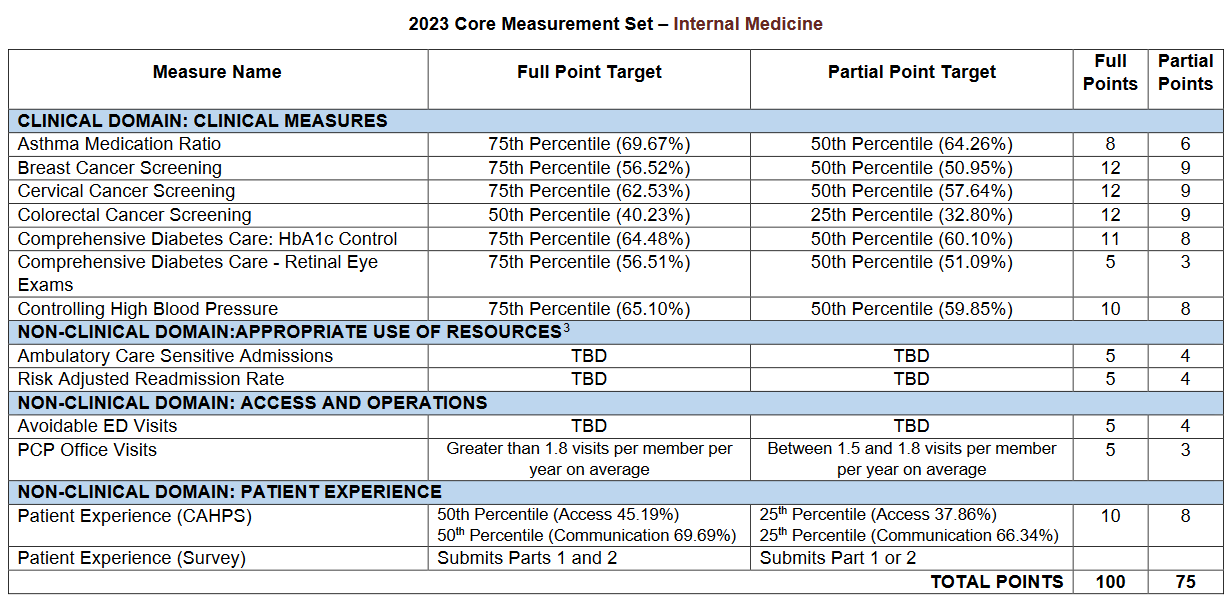 2023 Core Measurement Set – Internal Medicine
Measure Name Full Point Target Partial Point Target Full Points Partial Points
CLINICAL DOMAIN: CLINICAL MEASURES
Asthma Medication Ratio 75th Percentile (69.67%) 50th Percentile (64.26%) 8 6
Breast Cancer Screening 75th Percentile (56.52%) 50th Percentile (50.95%) 12 9
Cervical Cancer Screening 75th Percentile (62.53%) 50th Percentile (57.64%) 12 9
Colorectal Cancer Screening 50th Percentile (40.23%) 25th Percentile (32.80%) 12 9
Comprehensive Diabetes Care: HbA1c Control 75th Percentile (64.48%) 50th Percentile (60.10%) 11 8
Comprehensive Diabetes Care - Retinal Eye 75th Percentile (56.51%) 50th Percentile (51.09%) 5 3
Exams
Controlling High Blood Pressure 75th Percentile (65.10%) 50th Percentile (59.85%) 10 8
NON-CLINICAL DOMAIN:APPROPRIATE USE OF RESOURCES³
Ambulatory Care Sensitive Admissions TBD TBD 5 4
Risk Adjusted Readmission Rate TBD TBD 5 4
NON-CLINICAL DOMAIN: ACCESS AND OPERATIONS
Avoidable ED Visits TBD TBD 5 4
PCP Office Visits Greater than 1.8 visits per member per Between 1.5 and 1.8 visits per member 5 3
year on average per year on average
NON-CLINICAL DOMAIN: PATIENT EXPERIENCE
Patient Experience (CAHPS) 50th Percentile (Access 45.19%) 25th Percentile (Access 37.86%) 10 8
50th Percentile (Communication 69.69%) 25th Percentile (Communication 66.34%)
Patient Experience (Survey) Submits Parts 1 and 2 Submits Part 1 or 2
TOTAL POINTS 100 75